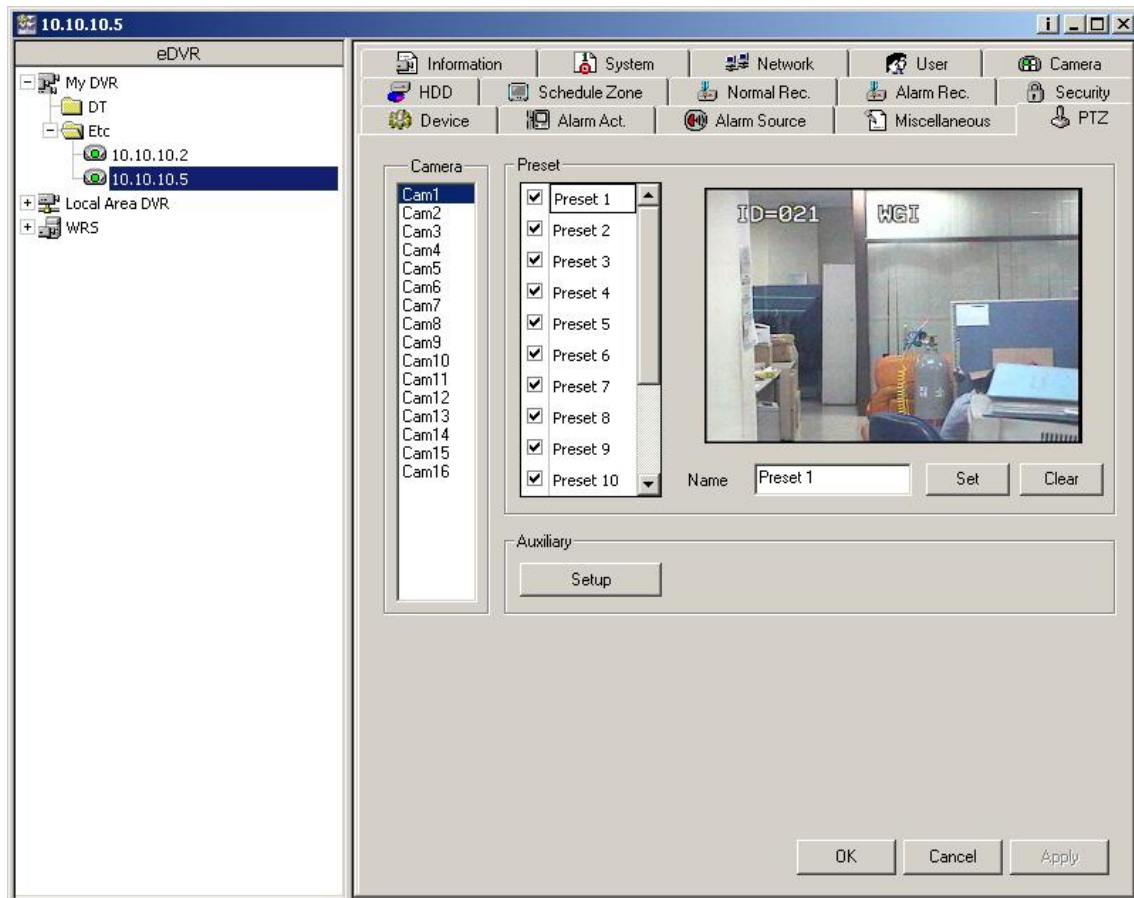 10.10.10.5
eDVR
My DVR
DT
Etc
10.10.10.2
10.10.10.5
Local Area DVR
WRS
Information
System
Network
User
Camera
HDD
Schedule Zone
Normal Rec.
Alarm Rec.
Security
Device
Alarm Act.
Alarm Source
Miscellaneous
PTZ
Camera
Cam1
Cam2
Cam3
Cam4
Cam5
Cam6
Cam7
Cam8
Cam9
Cam10
Cam11
Cam12
Cam13
Cam14
Cam15
Cam16
Preset
Preset 1
Preset 2
Preset 3
Preset 4
Preset 5
Preset 6
Preset 7
Preset 8
Preset 9
Preset 10
ID=021 WGI
Name
Preset 1
Set
Clear
Auxiliary
Setup
OK
Cancel
Apply